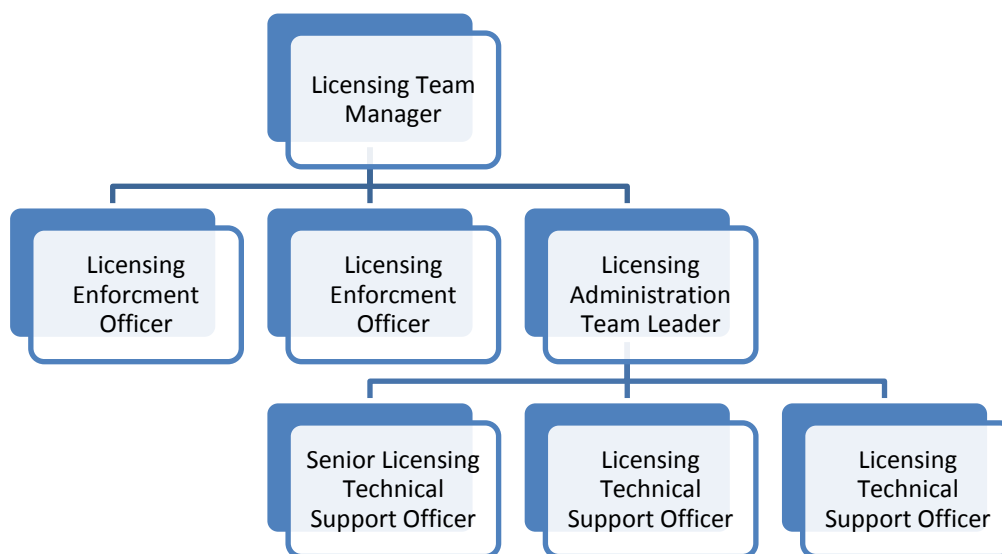 Licensing Team
Manager
Licensing
Enforcment
Officer
Licensing
Enforcment
Officer
Licensing
Administration
Team Leader
Senior Licensing
Technical
Support Officer
Licensing
Technical
Support Officer
Licensing
Technical
Support Officer